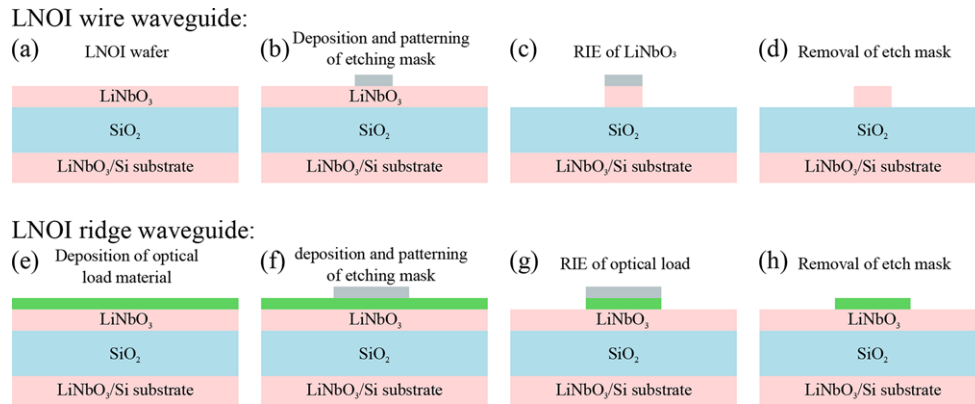 LNOI wire waveguide:
(a) LNOI wafer
LiNbO₃
SiO₂
LiNbO₃/Si substrate
(b) Deposition and patterning
of etching mask
LiNbO₃
SiO₂
LiNbO₃/Si substrate
(c) RIE of LiNbO₃
SiO₂
LiNbO₃/Si substrate
(d) Removal of etch mask
SiO₂
LiNbO₃/Si substrate
LNOI ridge waveguide:
(e) Deposition of optical
load material
LiNbO₃
SiO₂
LiNbO₃/Si substrate
(f) deposition and patterning
of etching mask
LiNbO₃
SiO₂
LiNbO₃/Si substrate
(g) RIE of optical load
LiNbO₃
SiO₂
LiNbO₃/Si substrate
(h) Removal of etch mask
LiNbO₃
SiO₂
LiNbO₃/Si substrate